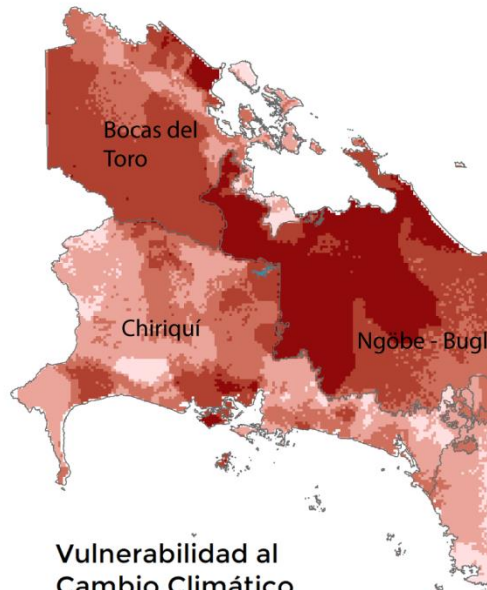 Bocas del
Toro
Chiriquí
Ngöbe - Bugl
Vulnerabilidad al
Cambio Climático